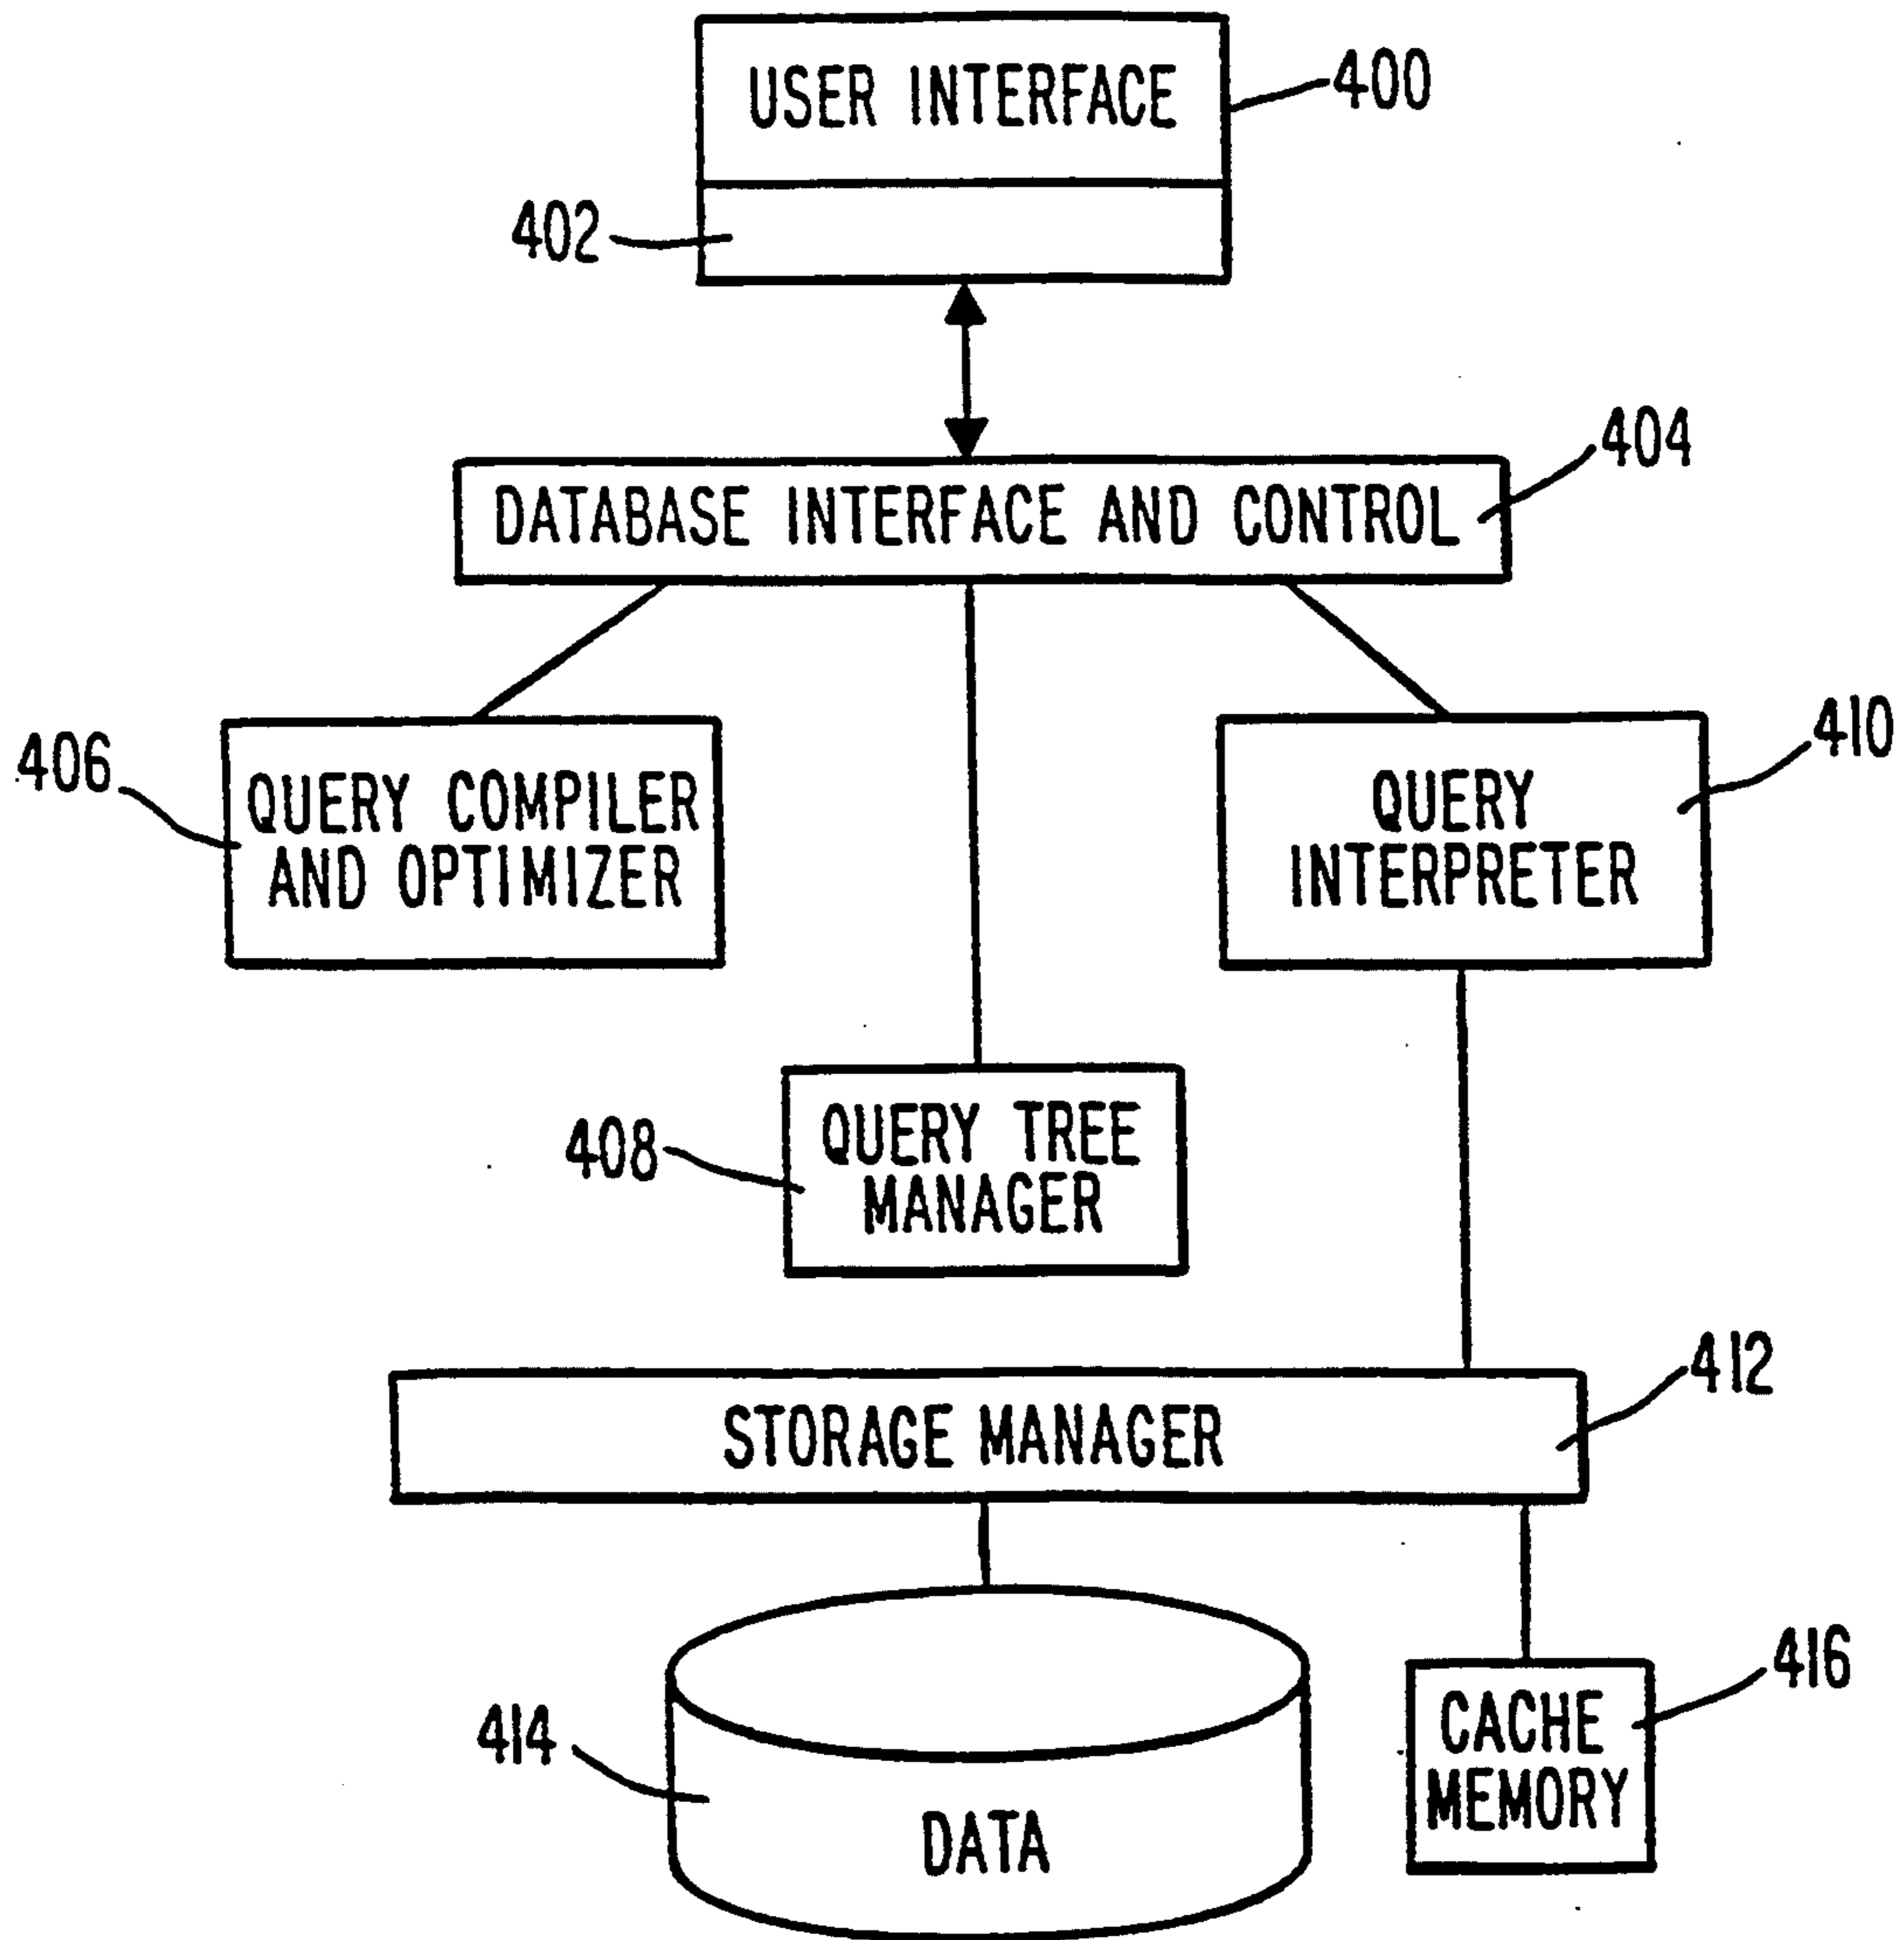 USER INTERFACE
400
402
404
DATABASE INTERFACE AND CONTROL
406
QUERY COMPILER
AND OPTIMIZER
410
QUERY
INTERPRETER
408
QUERY TREE
MANAGER
412
STORAGE MANAGER
414
DATA
416
CACHE
MEMORY